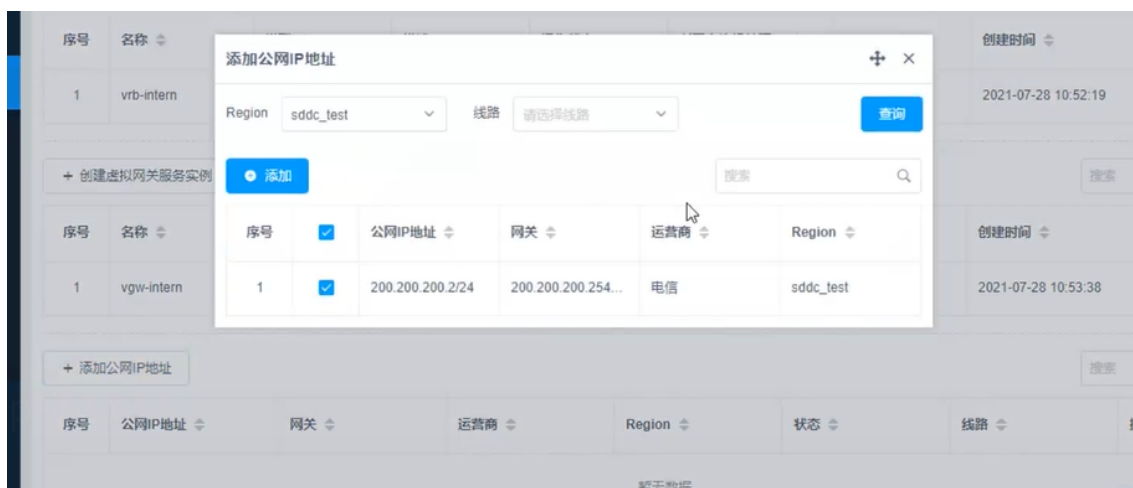 序号 名称 创建时间
添加公网IP地址
1 vrb-intern 2021-07-28 10:52:19
Region sddc_test 线路 请选择线路 查询
+ 创建虚拟网关服务实例 添加 搜索 搜索
序号 名称 创建时间
序号 公网IP地址 网关 运营商 Region
1 vgw-intern 2021-07-28 10:53:38
1 200.200.200.2/24 200.200.200.254... 电信 sddc_test
+ 添加公网IP地址 搜索
序号 公网IP地址 网关 运营商 Region 状态 线路
暂无数据